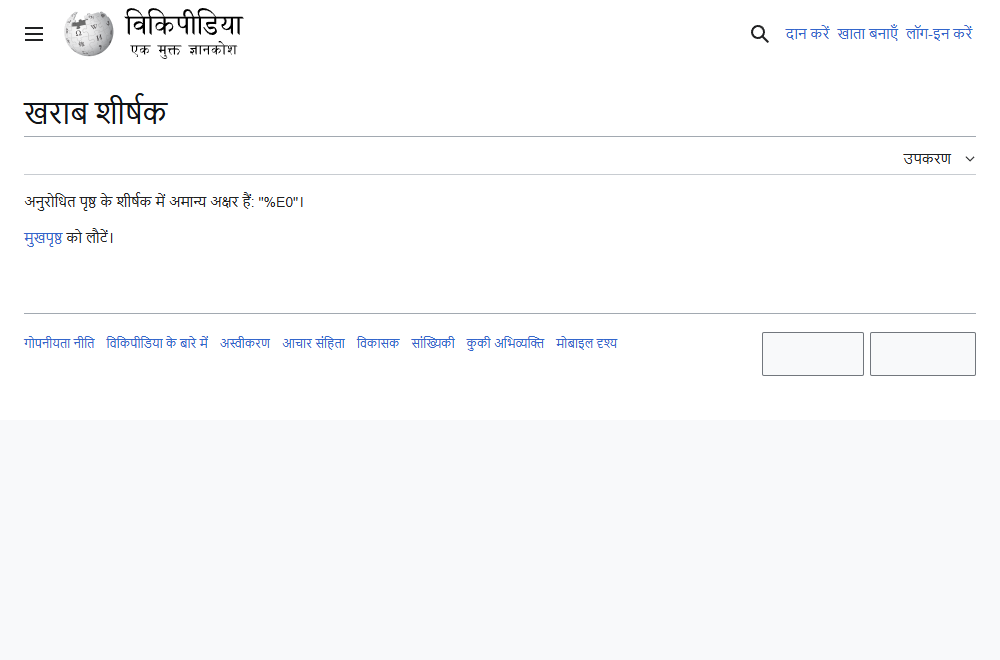 विकिपीडिया
एक मुक्त ज्ञानकोश
दान करें खाता बनाएँ लॉग-इन करें
खराब शीर्षक
उपकरण
अनुरोधित पृष्ठ के शीर्षक में अमान्य अक्षर हैं: "%E0"।
मुखपृष्ठ को लौटें।
गोपनीयता नीति विकिपीडिया के बारे में अस्वीकरण आचार संहिता विकासक सांख्यिकी कुकी अभिव्यक्ति मोबाइल दृश्य